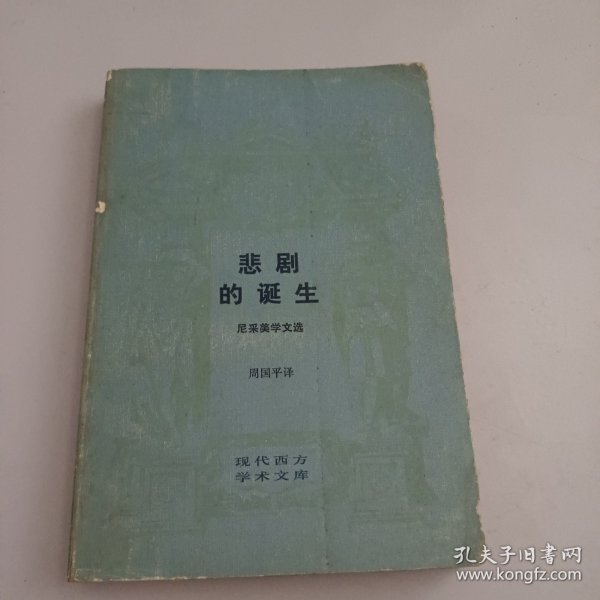 悲剧
的诞生
尼采美学文选
周国平译
现代西方
学术文库
孔夫子旧书网
www.kongfz.com